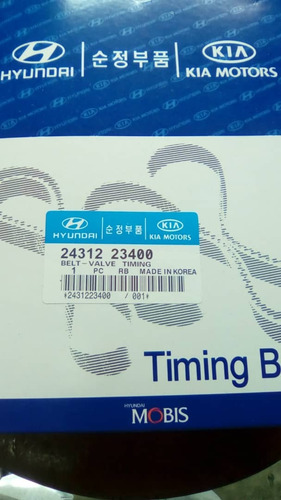 HYUNDAI 순정부품 KIA KIA MOTORS
HYUNDAI 순정부품 KIA KIA MOTORS
24312 23400
BELT-VALVE TIMING
1 PC RB MADE IN KOREA
*2431223400 /001*
Timing B
HYUNDAI
MOBIS